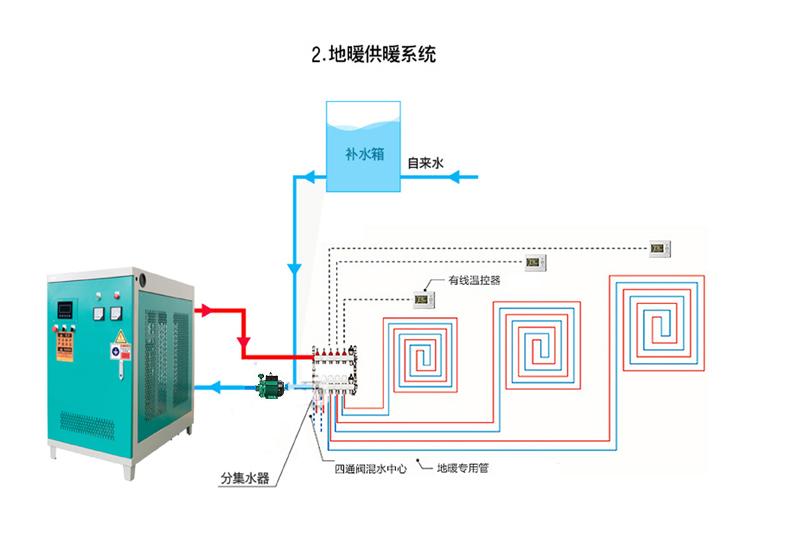 2.地暖供暖系统
补水箱
自来水
有线温控器
四通阀混水中心
地暖专用管
分集水器